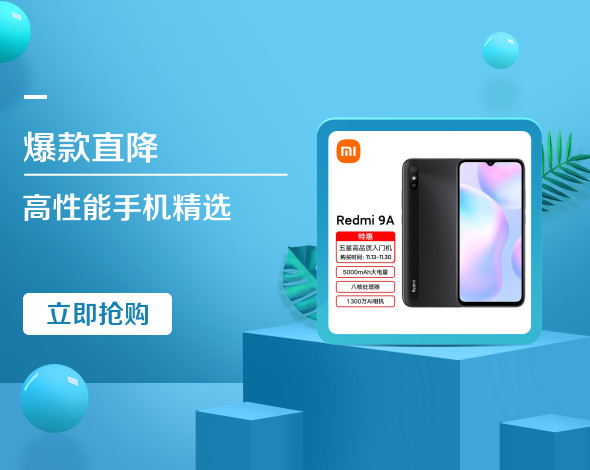 爆款直降
高性能手机精选
立即抢购
mi
Redmi 9A
特惠
五星高品质入门机
购买时间：11.13-11.30
5000mAh大电量
八核处理器
1300万AI相机
Redmi